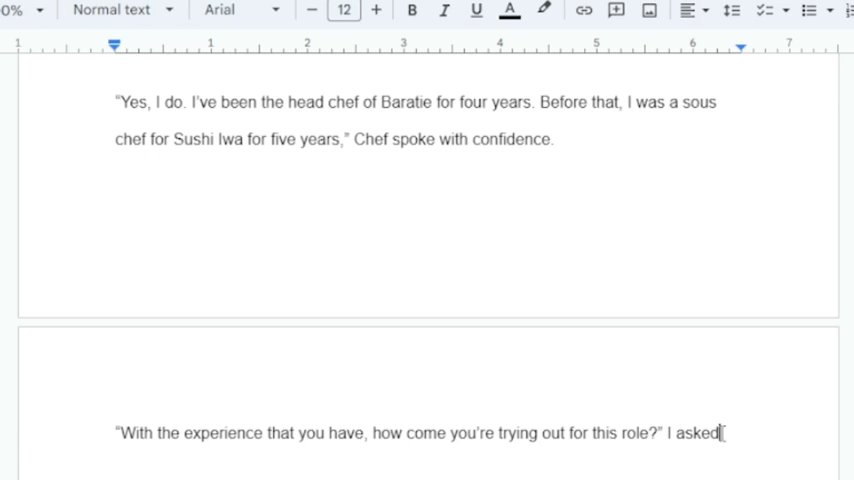 0%
Normal text
Arial
12
B
I
U
A
1
1
2
3
4
5
6
7
“Yes, I do. I’ve been the head chef of Baratie for four years. Before that, I was a sous
chef for Sushi Iwa for five years,” Chef spoke with confidence.
“With the experience that you have, how come you’re trying out for this role?” I asked